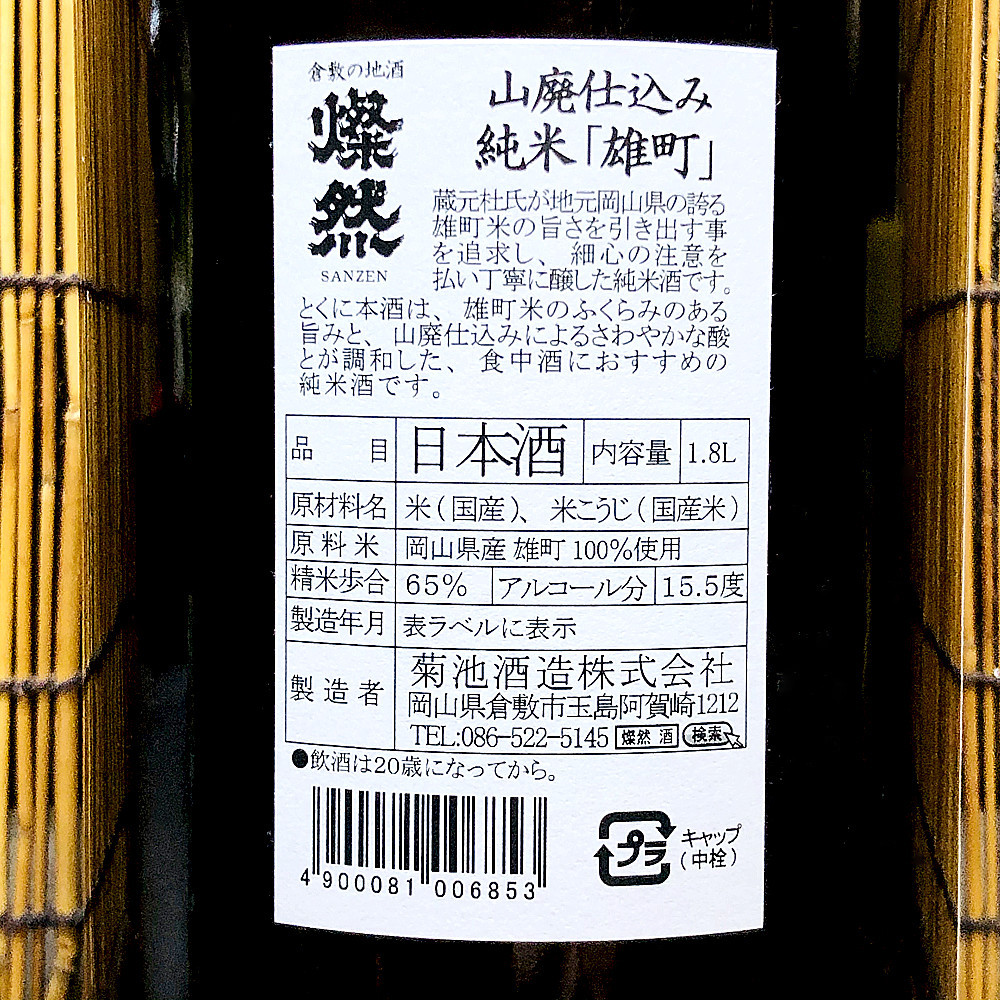 倉敷の地酒
燦然
SANZEN
山廃仕込み
純米「雄町」
蔵元杜氏が地元岡山県の誇る
雄町米の旨さを引き出す事
を追求し、細心の注意を
払い丁寧に醸した純米酒です。
とくに本酒は、雄町米のふくらみのある
旨みと、山廃仕込みによるさわやかな酸
とが調和した、食中酒におすすめの
純米酒です。
品目 日本酒 内容量 1.8L
原材料名 米(国産)、米こうじ(国産米)
原料米 岡山県産 雄町 100%使用
精米歩合 65% アルコール分 15.5度
製造年月 表ラベルに表示
製造者 菊池酒造株式会社
岡山県倉敷市玉島阿賀崎1212
TEL:086-522-5145 燦然 酒 検索
●飲酒は20歳になってから。
4 900081 006853
プラ
キャップ
(中栓)